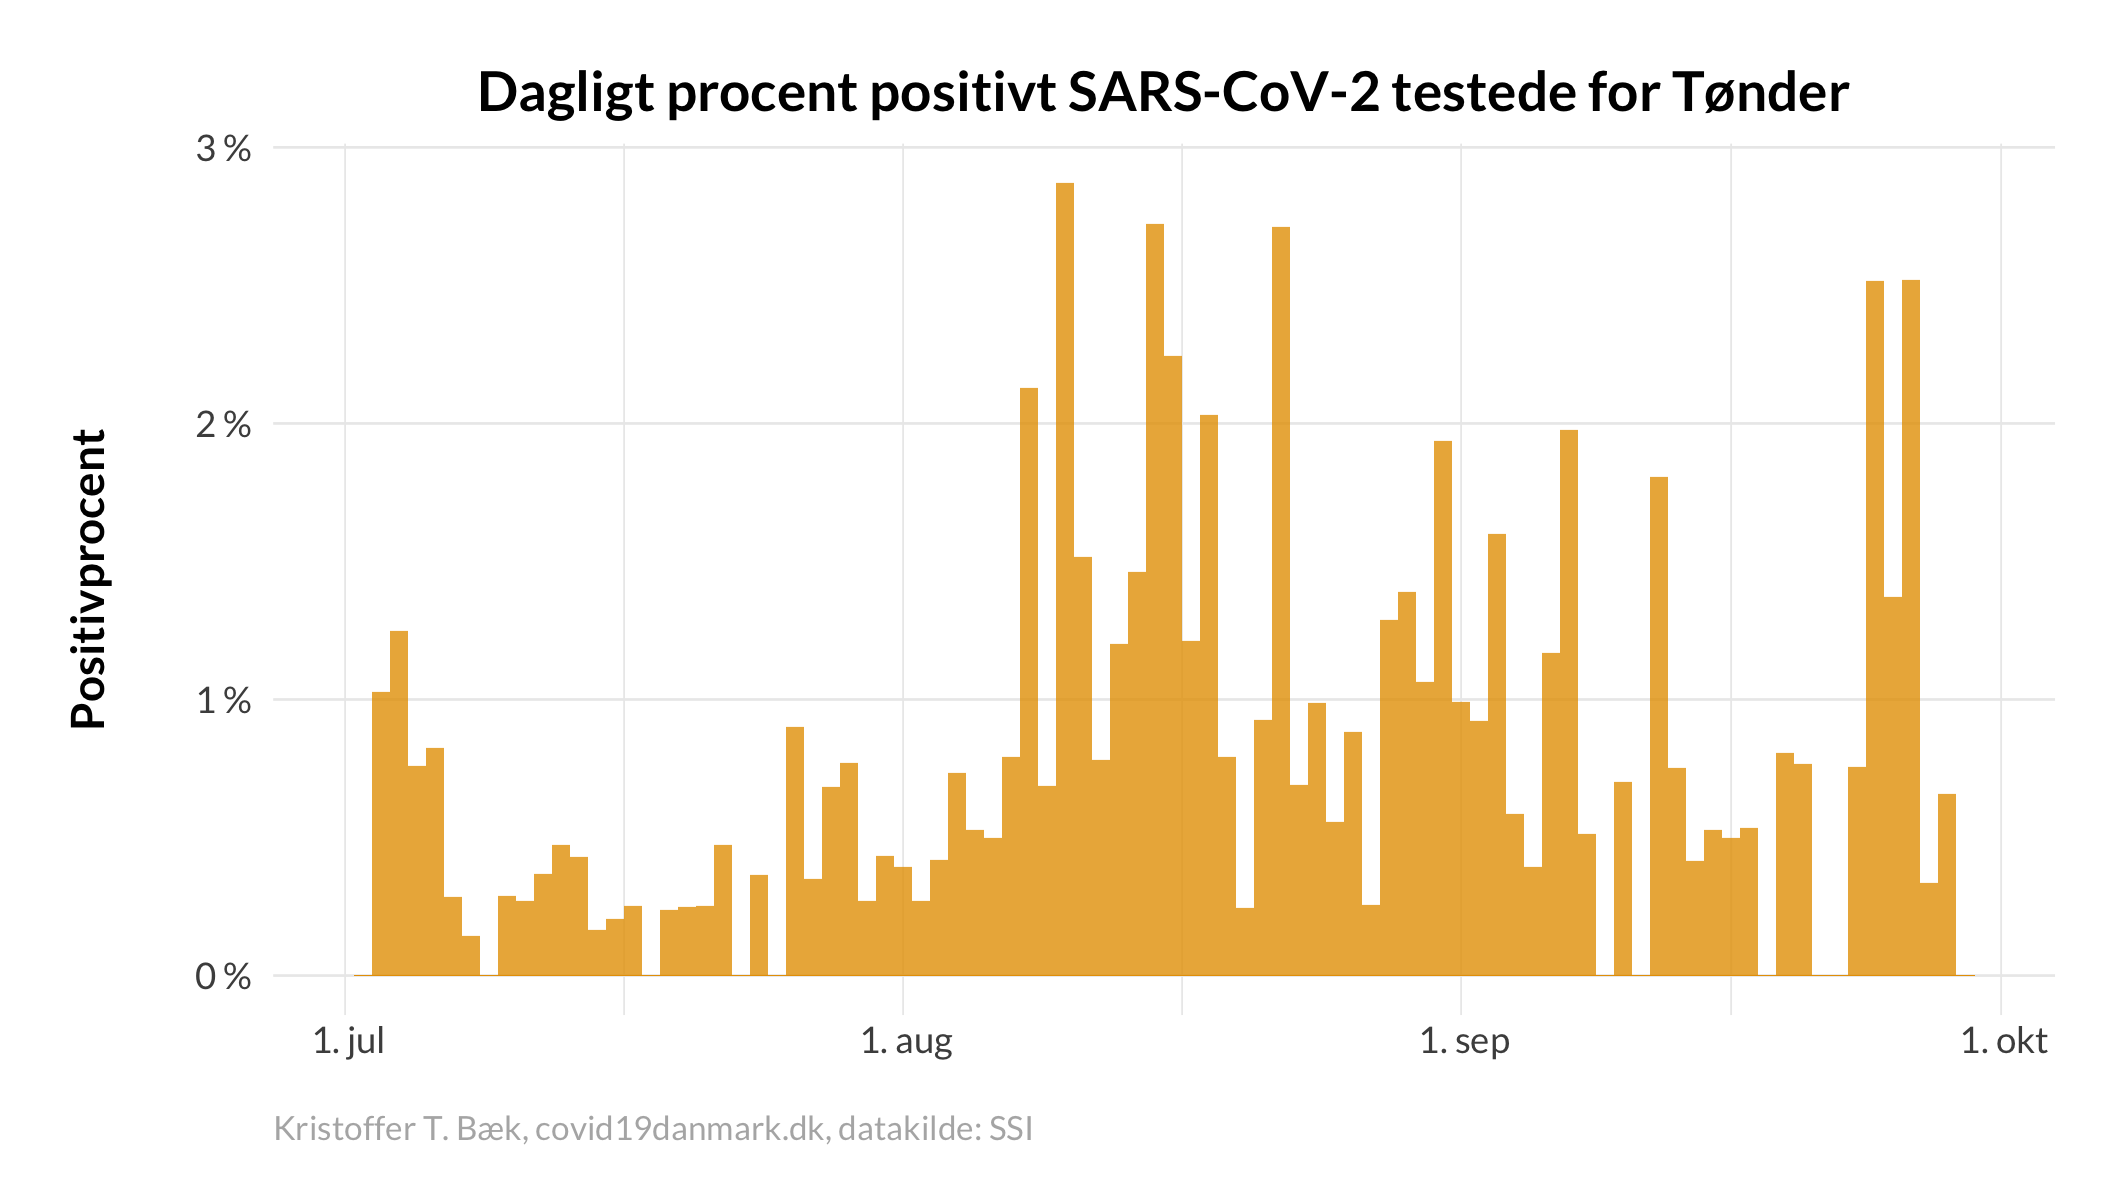 Dagligt procent positivt SARS-CoV-2 testede for Tønder
Positivprocent
3 %
2 %
1 %
0 %
1. jul
1. aug
1. sep
1. okt
Kristoffer T. Bæk, covid19danmark.dk, datakilde: SSI